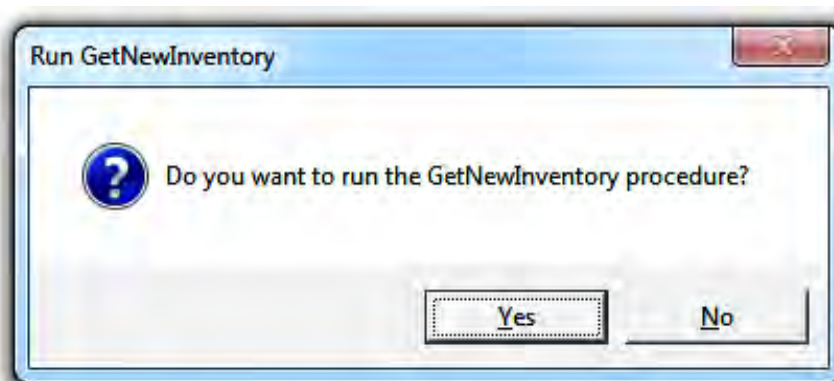 Run GetNewInventory
Do you want to run the GetNewInventory procedure?
Yes
No